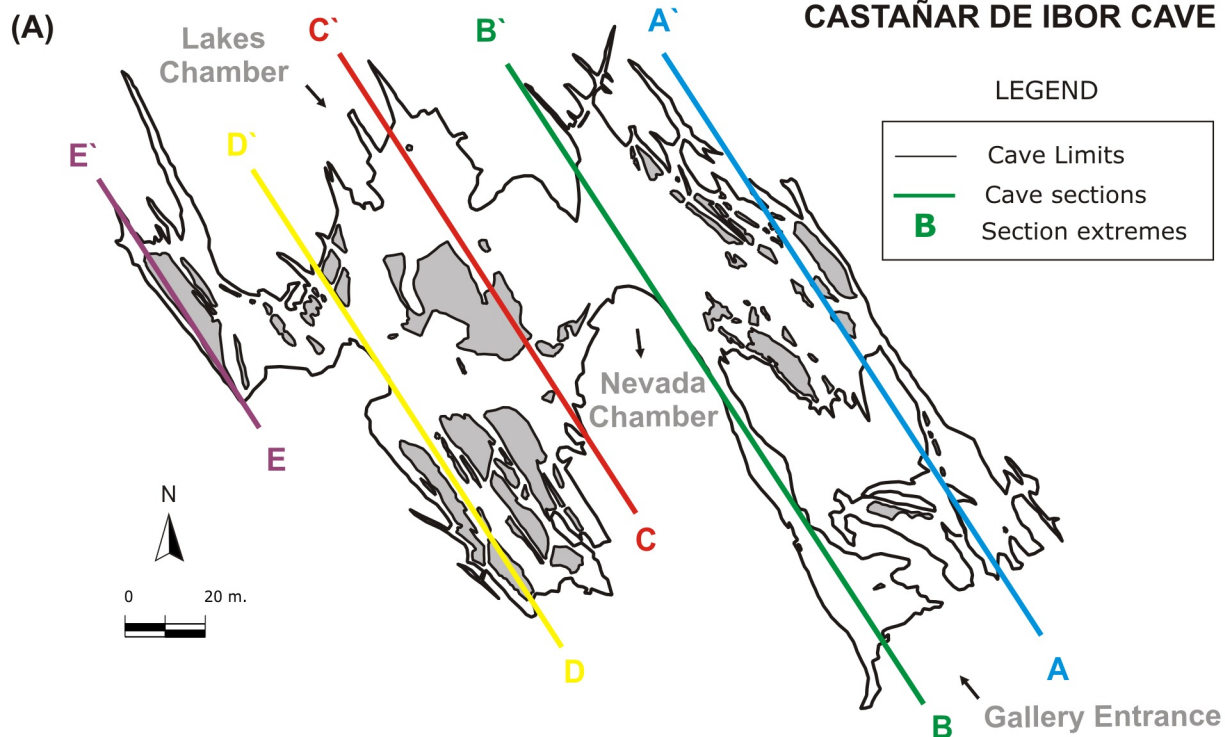 (A)
CASTAÑAR DE IBOR CAVE
Lakes
Chamber
C`
B`
A`
D`
E`
LEGEND
Cave Limits
Cave sections
B
Section extremes
Nevada
Chamber
E
N
0 20 m.
C
D
A
B
Gallery Entrance